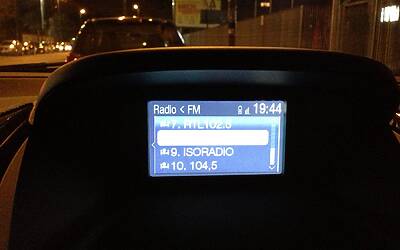 Radio < FM 19:44
7. RTL102.5
9. ISORADIO
10. 104,5